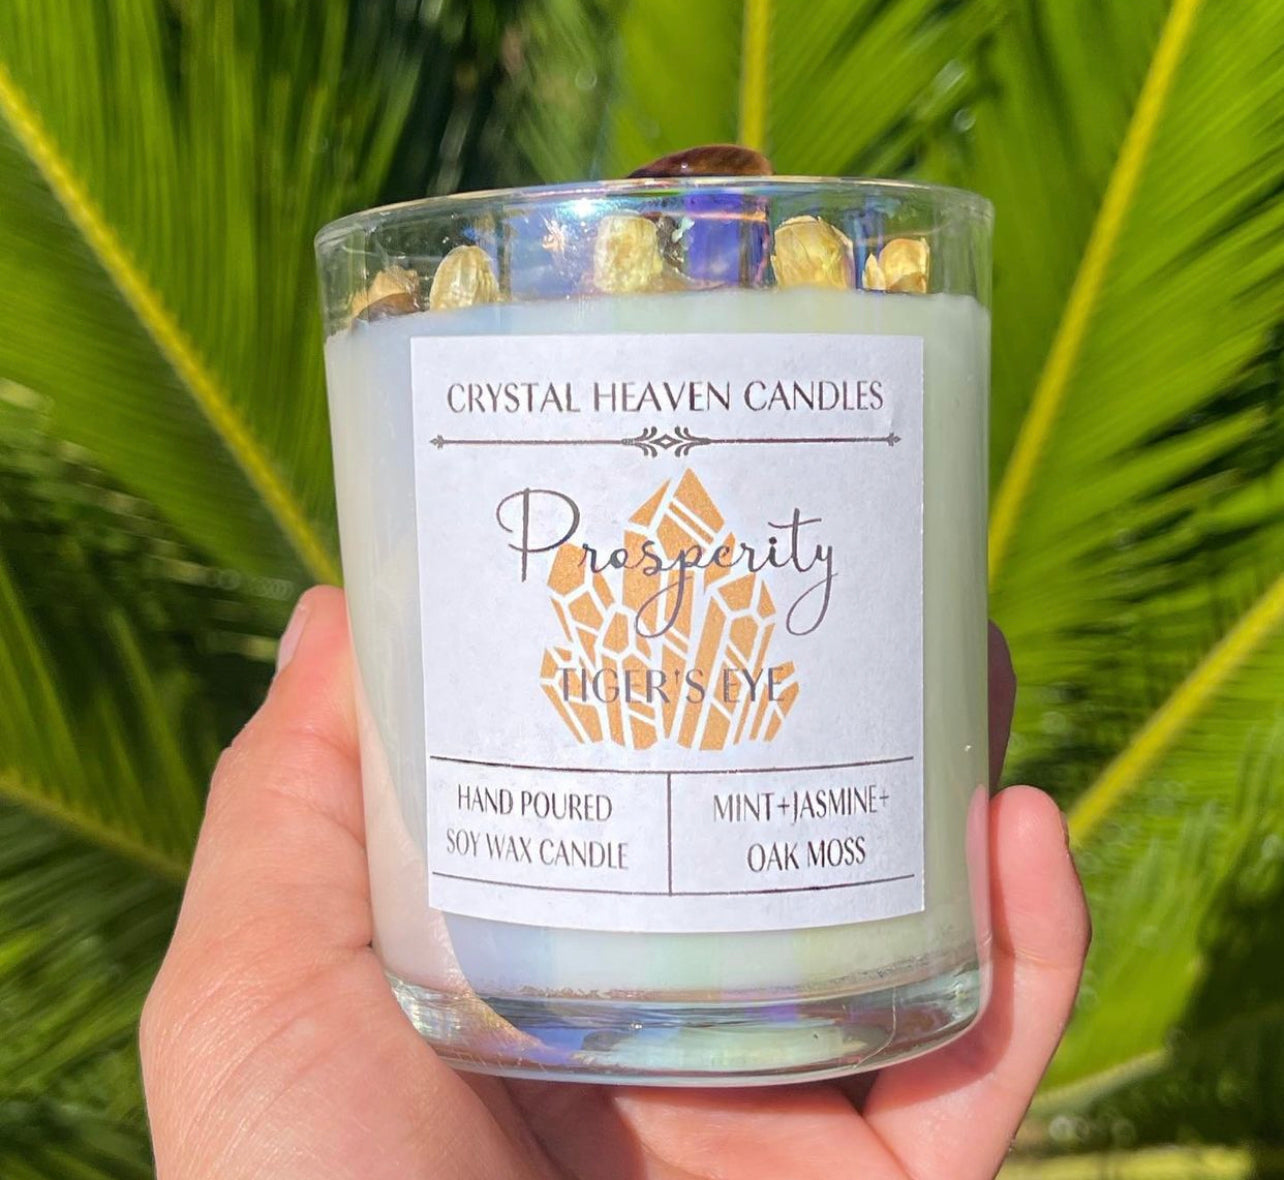 CRYSTAL HEAVEN CANDLES
Prosperity
TIGER'S EYE
HAND POURED
SOY WAX CANDLE
MINT+JASMINE+
OAK MOSS